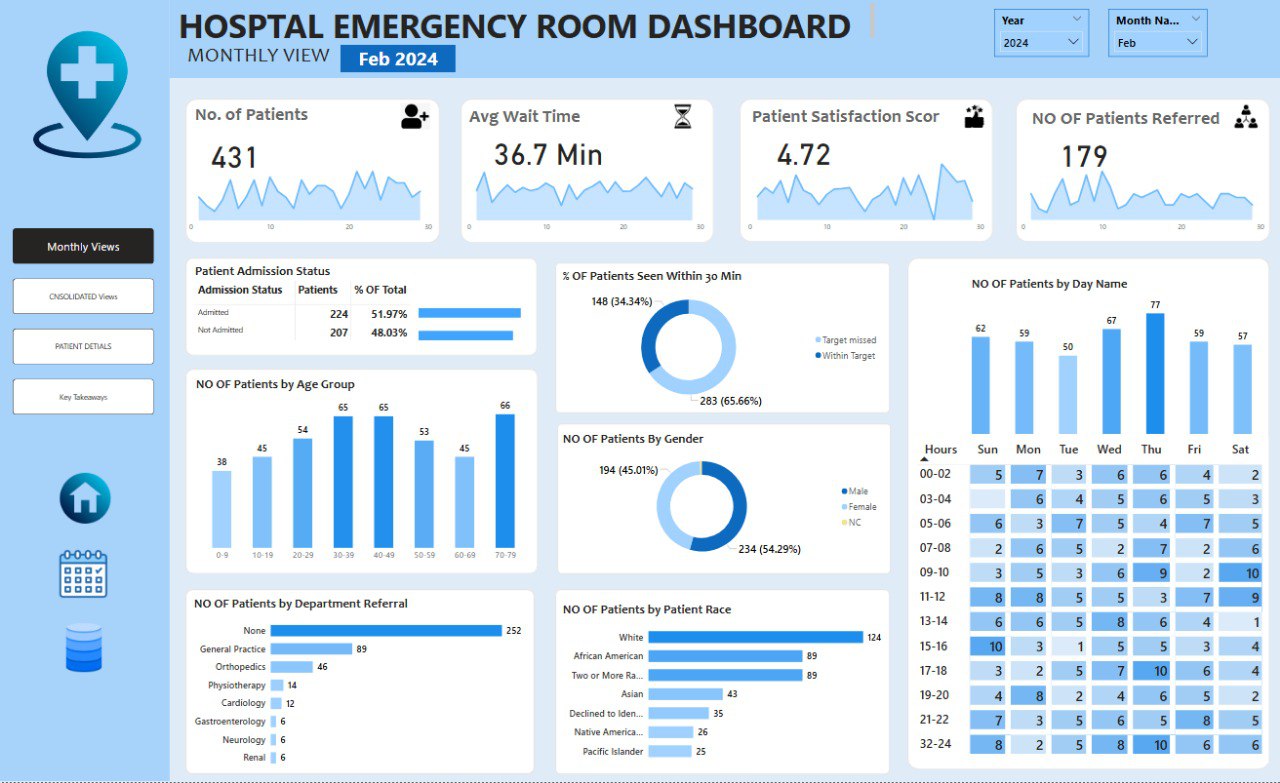 HOSPTAL EMERGENCY ROOM DASHBOARD
MONTHLY VIEW
Feb 2024
Year
2024
Month Na...
Feb
Monthly Views
CNSOLIDATED Views
PATIENT DETIALS
Key Takeaways
No. of Patients
431
0 10 20 30
Avg Wait Time
36.7 Min
0 10 20 30
Patient Satisfaction Scor
4.72
0 10 20 30
NO OF Patients Referred
179
0 10 20 30
Patient Admission Status
Admission Status Patients % OF Total
Admitted 224 51.97%
Not Admitted 207 48.03%
% OF Patients Seen Within 30 Min
148 (34.34%)
283 (65.66%)
Target missed
Within Target
NO OF Patients by Age Group
38 45 54 65 65 53 45 66
0-9 10-19 20-29 30-39 40-49 50-59 60-69 70-79
NO OF Patients By Gender
194 (45.01%)
234 (54.29%)
Male
Female
NC
NO OF Patients by Department Referral
None 252
General Practice 89
Orthopedics 46
Physiotherapy 14
Cardiology 12
Gastroenterology 6
Neurology 6
Renal 6
NO OF Patients by Patient Race
White 124
African American 89
Two or More Ra... 89
Asian 43
Declined to Iden... 35
Native America... 26
Pacific Islander 25
NO OF Patients by Day Name
62 59 50 67 77 59 57
Hours Sun Mon Tue Wed Thu Fri Sat
00-02 5 7 3 6 6 4 2
03-04 6 4 5 6 5 3
05-06 6 3 7 5 4 7 5
07-08 2 6 5 2 7 2 6
09-10 3 5 3 6 9 2 10
11-12 8 8 5 5 3 7 9
13-14 6 6 5 8 6 4 1
15-16 10 3 1 5 5 3 4
17-18 3 2 5 7 10 6 4
19-20 4 8 2 4 6 5 2
21-22 7 3 5 6 5 8 5
32-24 8 2 5 8 10 6 6